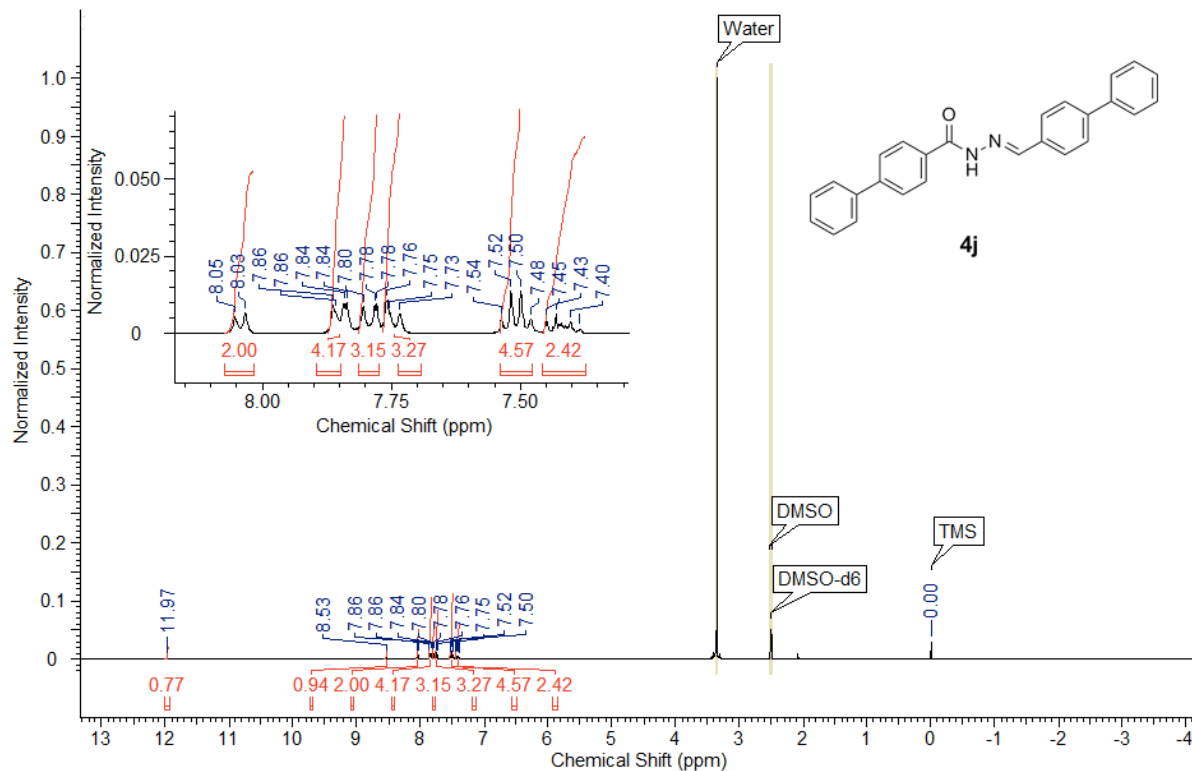 Water
O
N
N
H
4j
Normalized Intensity
1.0
0.9
0.8
0.7
0.6
0.5
0.4
0.3
0.2
0.1
0
Normalized Intensity
0.050
0.025
0
8.05
8.03
7.86
7.86
7.84
7.84
7.80
7.78
7.78
7.76
7.75
7.73
7.54
7.52
7.50
7.48
7.45
7.43
7.40
2.00 4.17 3.15 3.27 4.57 2.42
8.00 7.75 7.50
Chemical Shift (ppm)
DMSO
DMSO-d6
TMS
11.97
8.53
7.86
7.86
7.84
7.80
7.78
7.76
7.75
7.52
7.50
0.00
0.77 0.94 2.00 4.17 3.15 3.27 4.57 2.42
13 12 11 10 9 8 7 6 5 4 3 2 1 0 -1 -2 -3 -4
Chemical Shift (ppm)